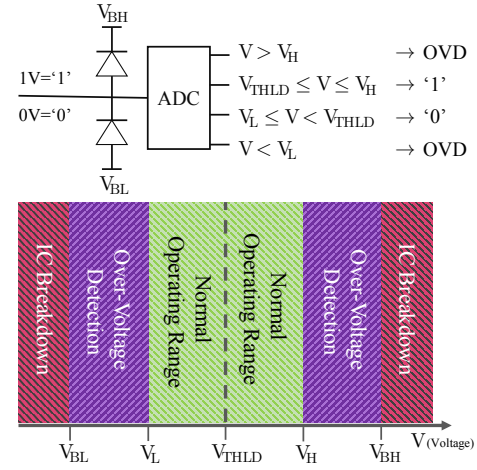 V_BH
1V='1'
0V='0'
ADC
V > V_H → OVD
V_THLD ≤ V ≤ V_H → '1'
V_L ≤ V < V_THLD → '0'
V < V_L → OVD
V_BL
IC Breakdown
Over-Voltage
Detection
Normal
Operating Range
Normal
Operating Range
Over-Voltage
Detection
IC Breakdown
V_BL V_L V_THLD V_H V_BH V(Voltage)